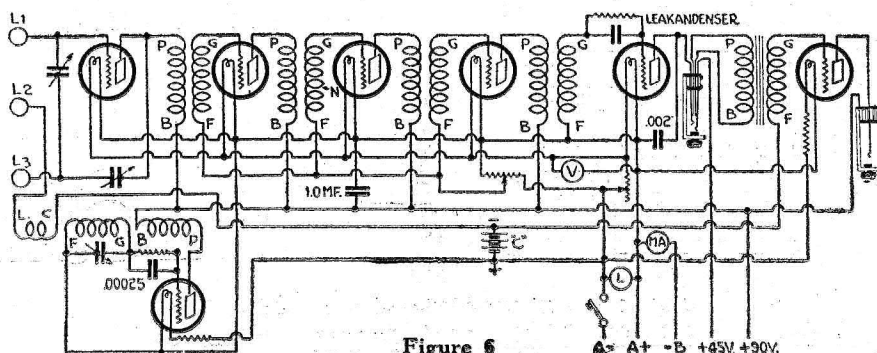 L1
LEAKANDENSER
P G P G P G P G P G
L2
N
B F B F B F B F B F
.002
V
L3
1.0 MF.
L. C
F G B P
"C"
MA
.00025
L
Figure 6
A- A+ -B +45V. +90V.